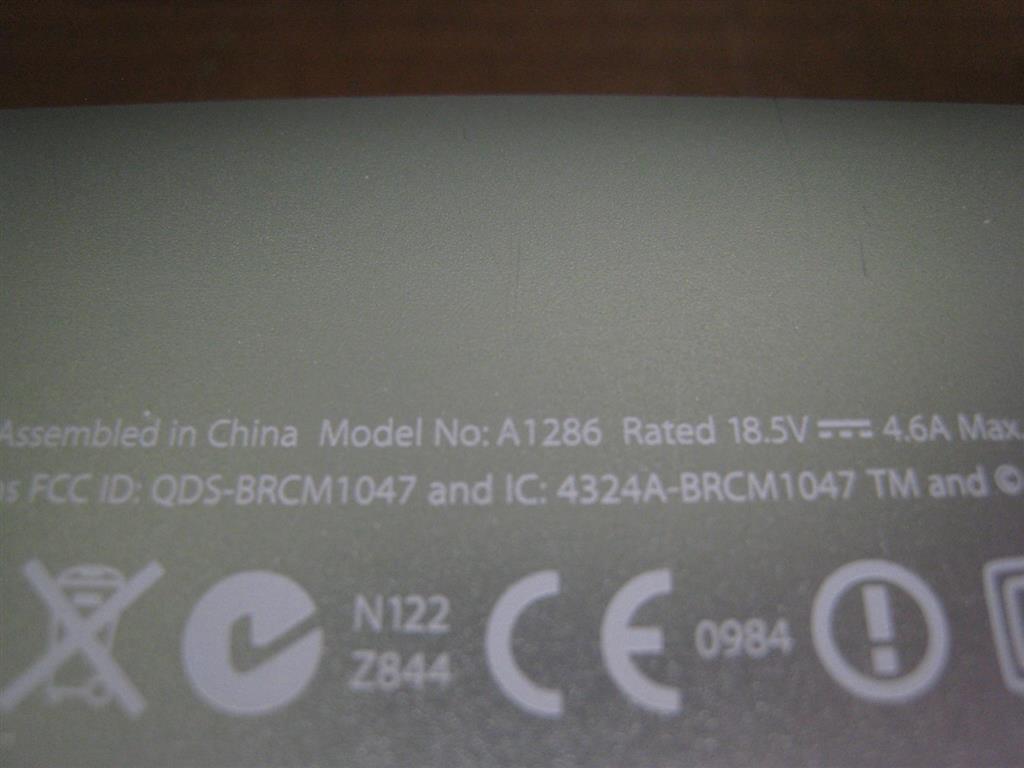 Assembled in China Model No: A1286 Rated 18.5V ⎓ 4.6A Max.
FCC ID: QDS-BRCM1047 and IC: 4324A-BRCM1047 TM and ©
N122
Z844
CE 0984